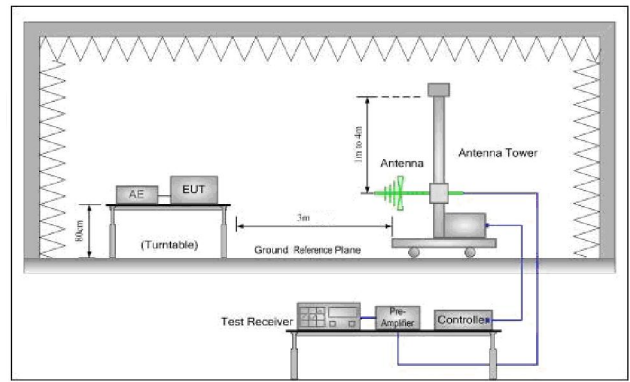 1m to 4m
Antenna
Antenna Tower
AE
EUT
80cm
3m
(Turntable)
Ground Reference Plane
Test Receiver
Pre-
Amplifier
Controller